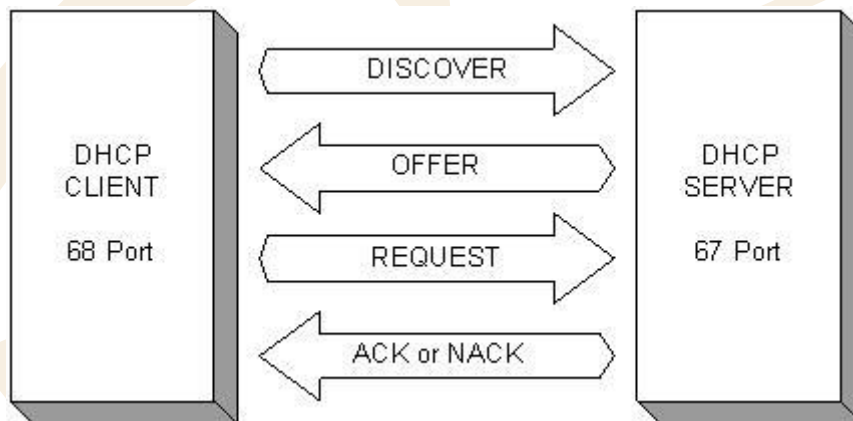 DHCP
CLIENT
68 Port
DISCOVER
OFFER
REQUEST
ACK or NACK
DHCP
SERVER
67 Port